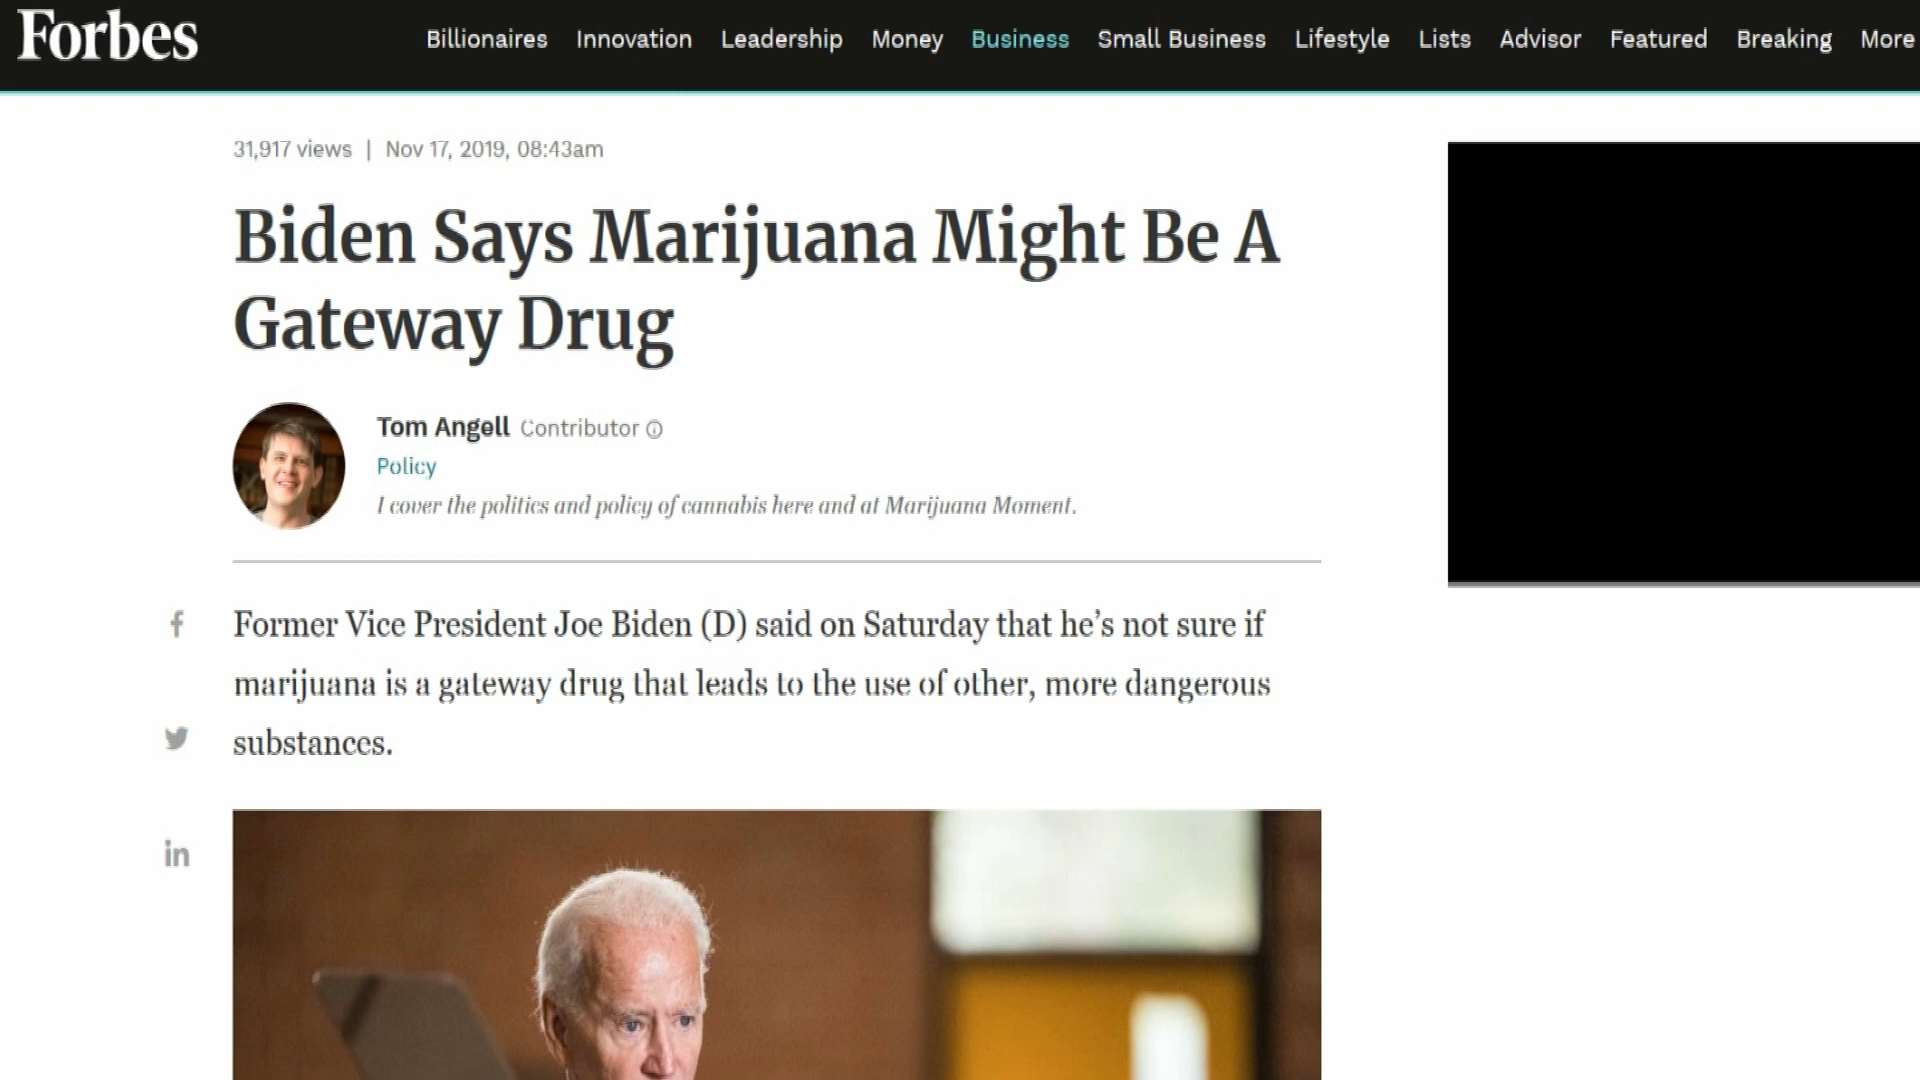 Forbes
Billionaires Innovation Leadership Money Business Small Business Lifestyle Lists Advisor Featured Breaking More
31,917 views | Nov 17, 2019, 08:43am
Biden Says Marijuana Might Be A
Gateway Drug
Tom Angell Contributor
Policy
I cover the politics and policy of cannabis here and at Marijuana Moment.
Former Vice President Joe Biden (D) said on Saturday that he's not sure if
marijuana is a gateway drug that leads to the use of other, more dangerous
substances.